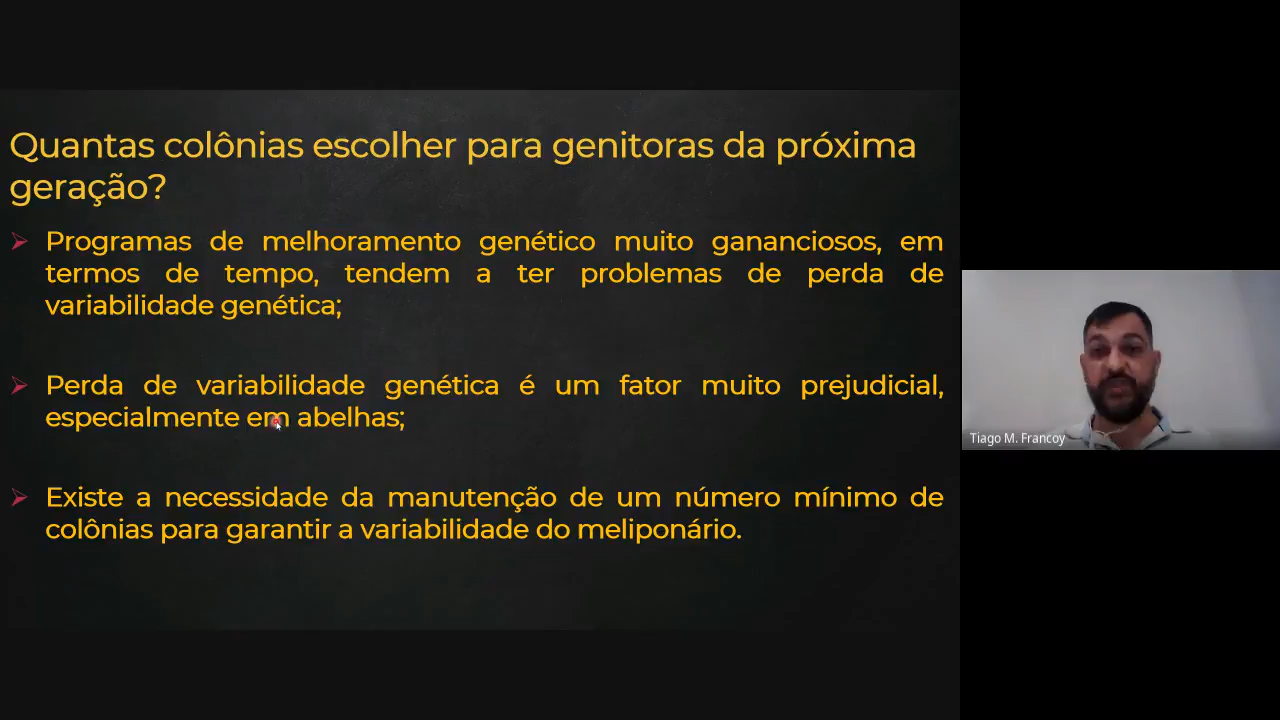 Quantas colônias escolher para genitoras da próxima
geração?
Programas de melhoramento genético muito gananciosos, em
termos de tempo, tendem a ter problemas de perda de
variabilidade genética;
Perda de variabilidade genética é um fator muito prejudicial,
especialmente em abelhas;
Existe a necessidade da manutenção de um número mínimo de
colônias para garantir a variabilidade do meliponário.
Tiago M. Francoy